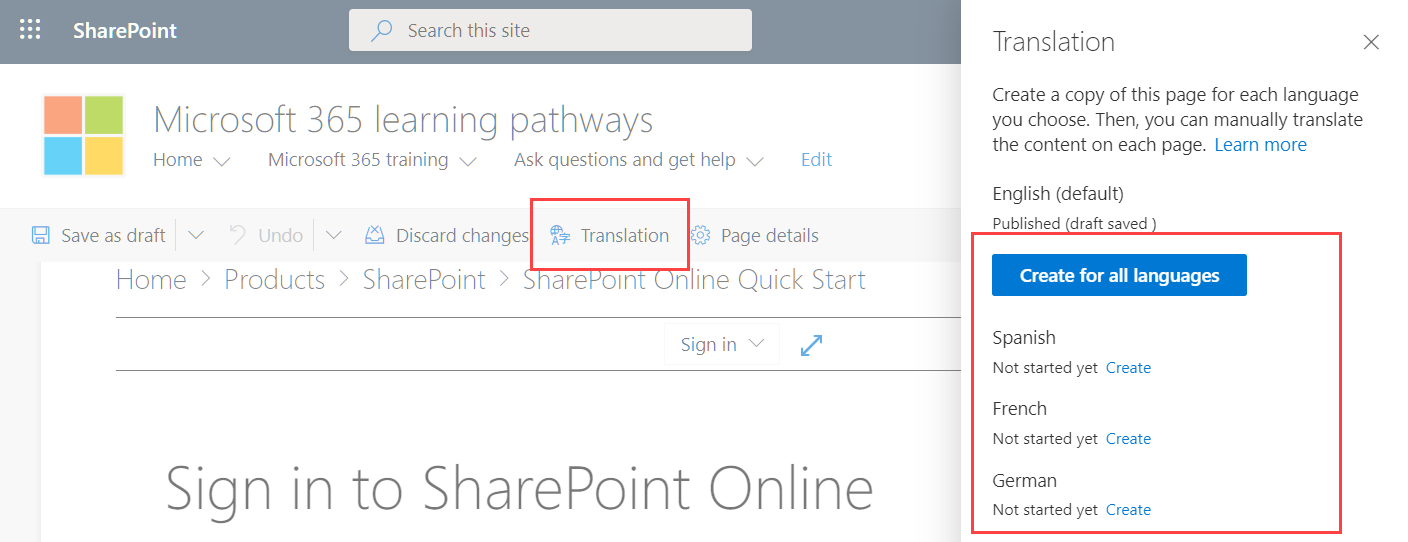 SharePoint
Search this site
Microsoft 365 learning pathways
Home Microsoft 365 training Ask questions and get help Edit
Save as draft Undo Discard changes Translation Page details
Home > Products > SharePoint > SharePoint Online Quick Start
Sign in
Sign in to SharePoint Online
Translation
Create a copy of this page for each language
you choose. Then, you can manually translate
the content on each page. Learn more
English (default)
Published (draft saved )
Create for all languages
Spanish
Not started yet Create
French
Not started yet Create
German
Not started yet Create